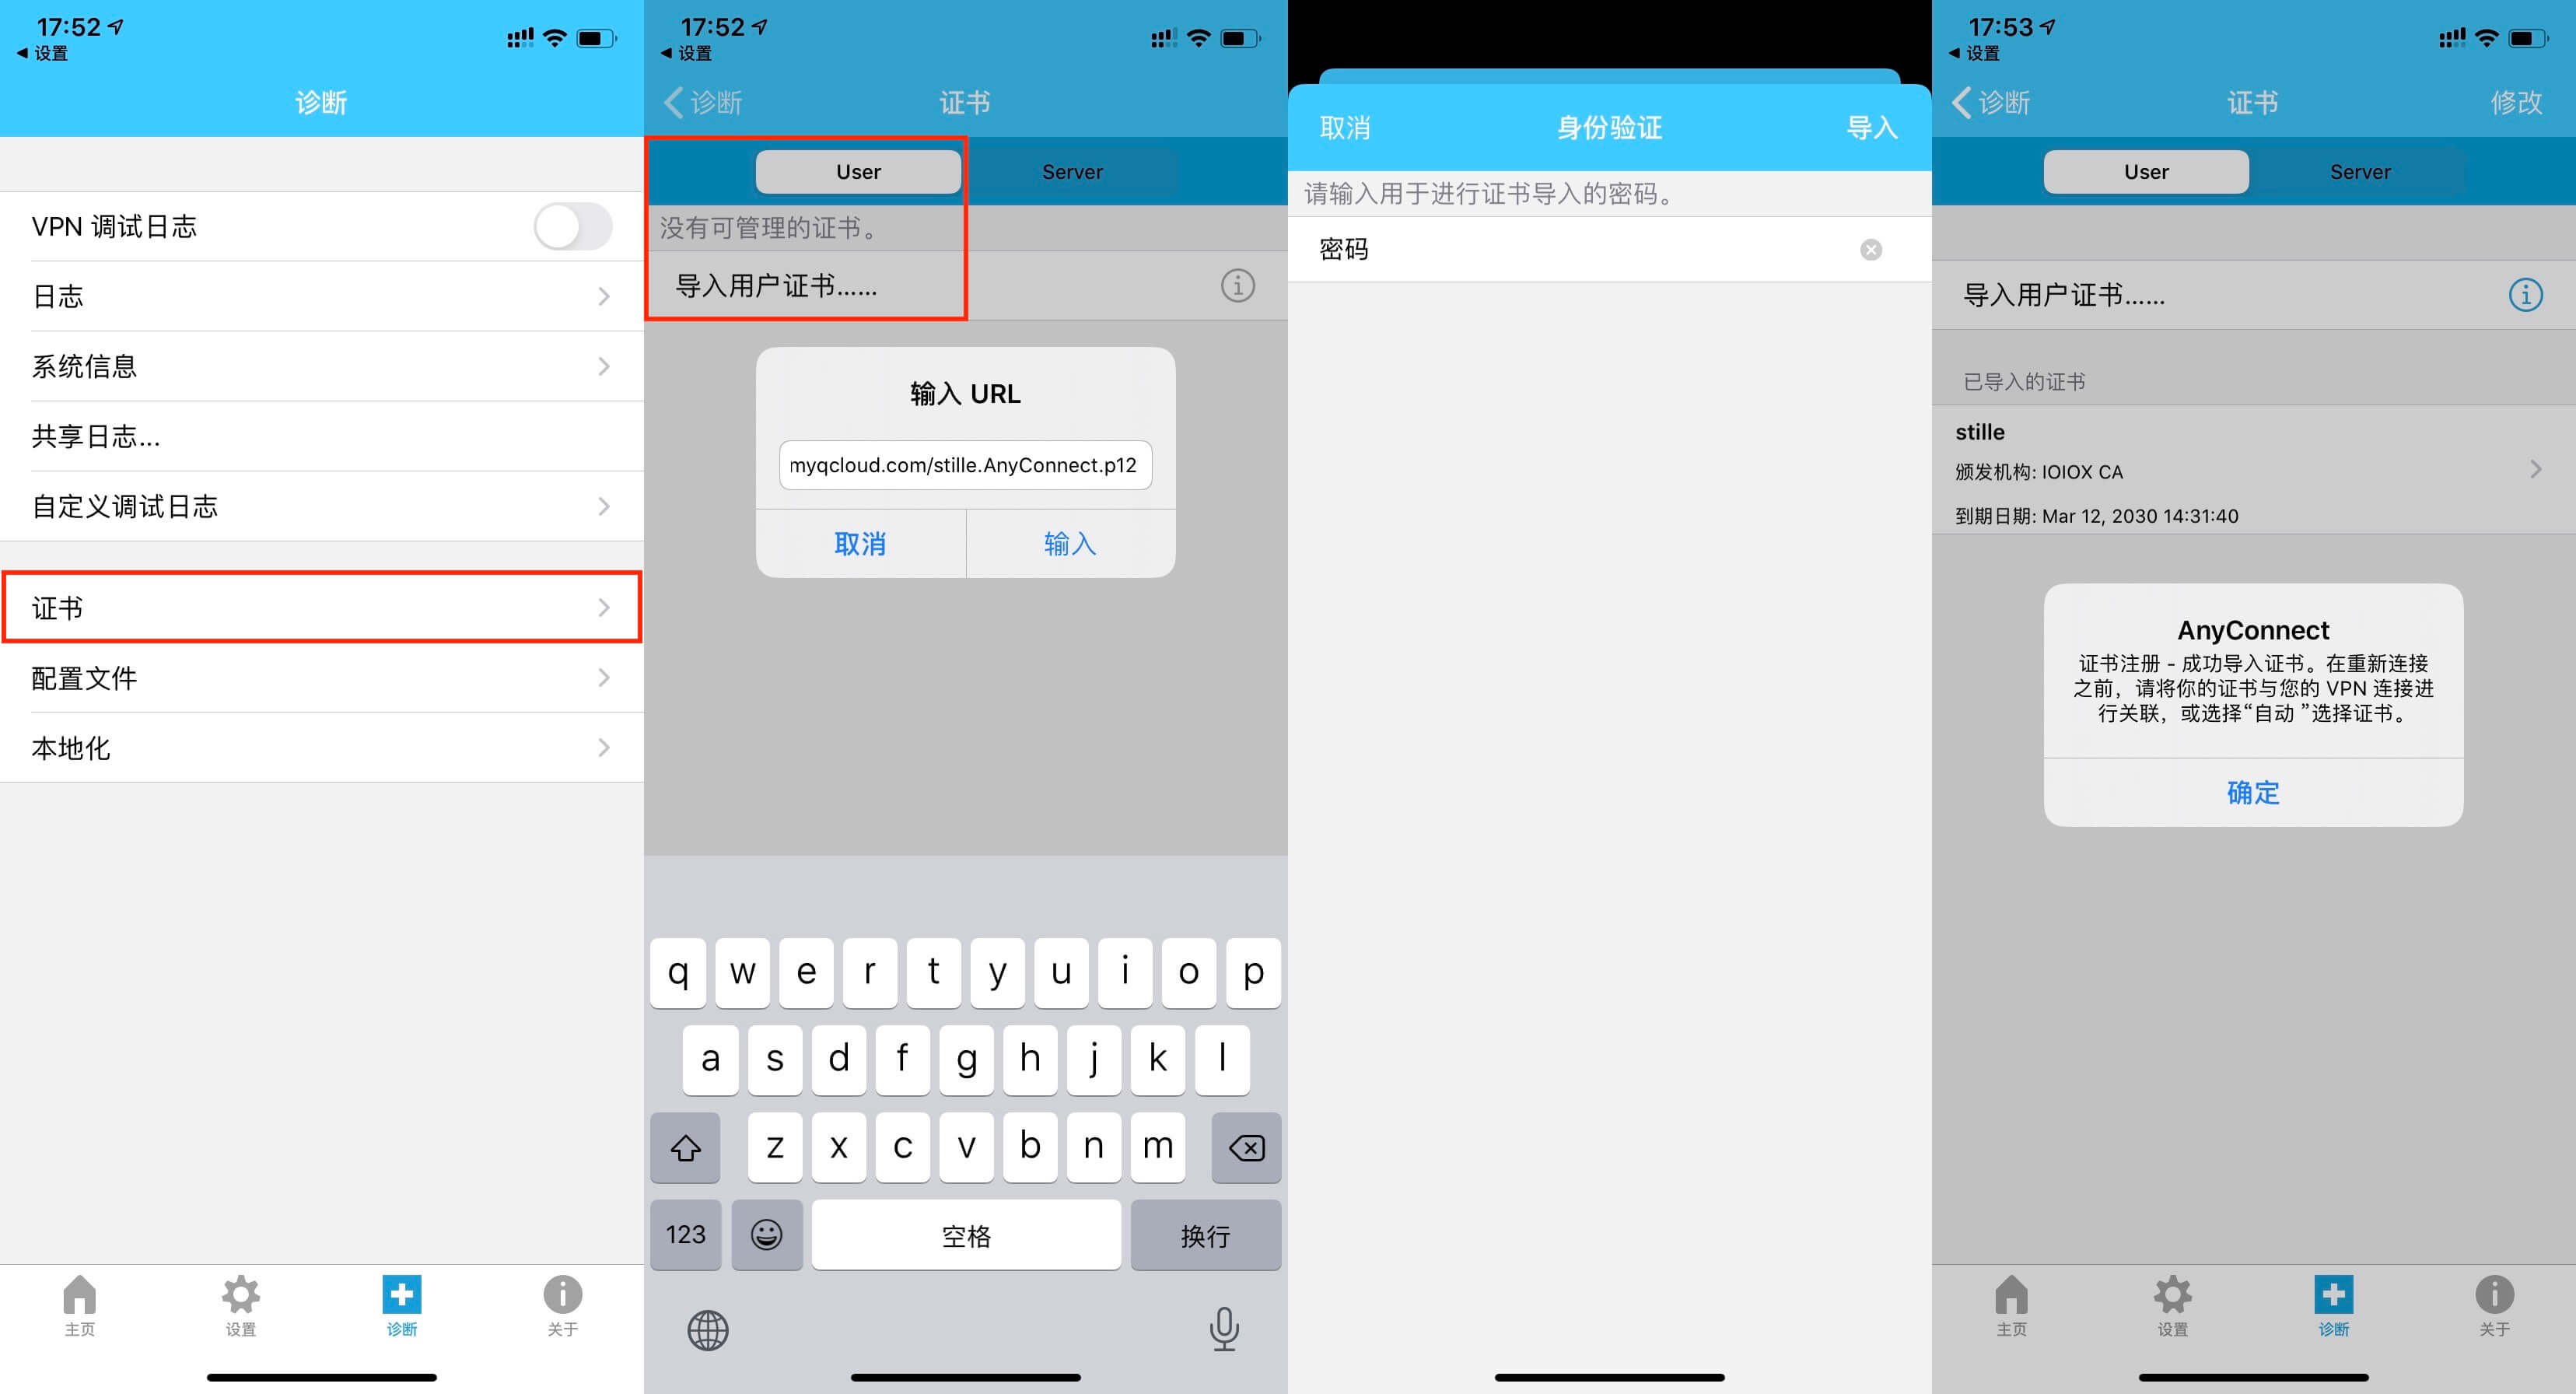 17:52
设置
诊断
VPN 调试日志
日志
系统信息
共享日志...
自定义调试日志
证书
配置文件
本地化
主页
设置
诊断
关于
17:52
设置
诊断
证书
User
Server
没有可管理的证书。
导入用户证书......
输入 URL
myqcloud.com/stille.AnyConnect.p12
取消
输入
q w e r t y u i o p
a s d f g h j k l
z x c v b n m
123
空格
换行
取消
身份验证
导入
请输入用于进行证书导入的密码。
密码
17:53
设置
诊断
证书
修改
User
Server
导入用户证书......
已导入的证书
stille
颁发机构: IOIOX CA
到期日期: Mar 12, 2030 14:31:40
AnyConnect
证书注册 - 成功导入证书。在重新连接
之前，请将你的证书与您的 VPN 连接进
行关联，或选择“自动 ”选择证书。
确定
主页
设置
诊断
关于